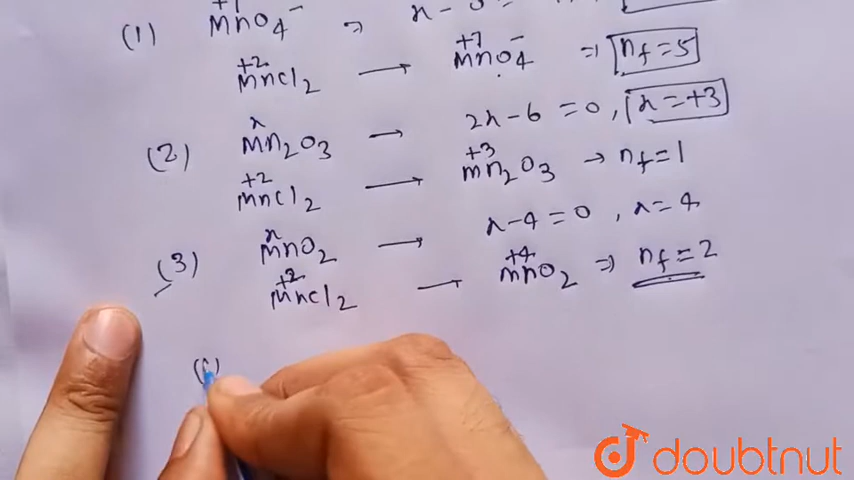 (1) MnO4⁻ ⇒ x - 8 =
+2 MnCl2 → +7 MnO4⁻ ⇒ nf = 5
(2) x Mn2O3 → 2x - 6 = 0, x = +3
+2 MnCl2 → +3 Mn2O3 → nf = 1
(3) x MnO2 → x - 4 = 0, x = 4
+2 MnCl2 → +4 MnO2 ⇒ nf = 2
doubtnut